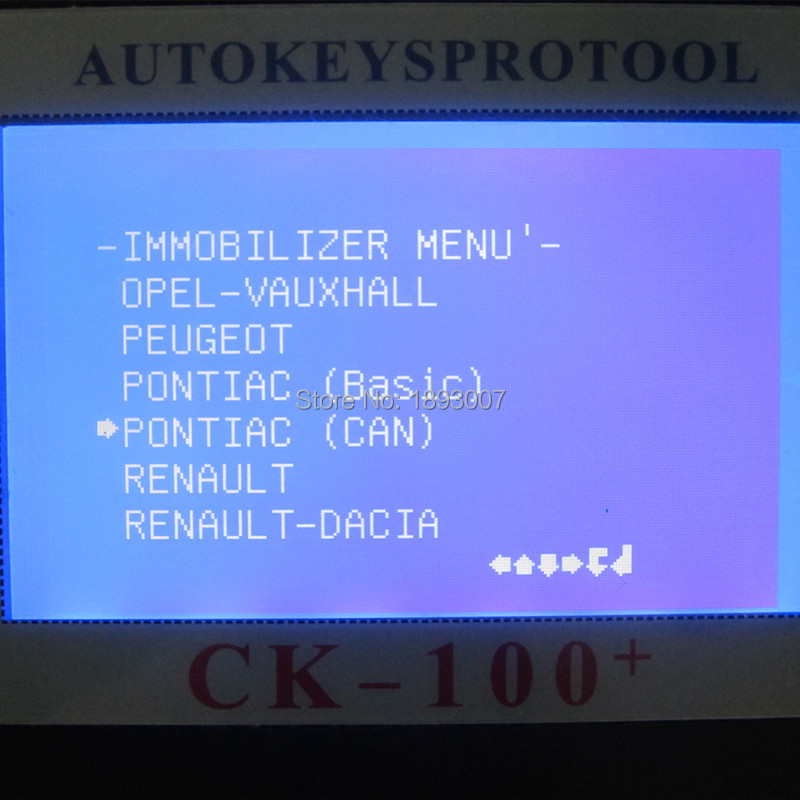 AUTOKEYSPROTOOL
-IMMOBILIZER MENU'-
OPEL-VAUXHALL
PEUGEOT
PONTIAC (Basic)
Store No: 1893007
PONTIAC (CAN)
RENAULT
RENAULT-DACIA
CK-100+